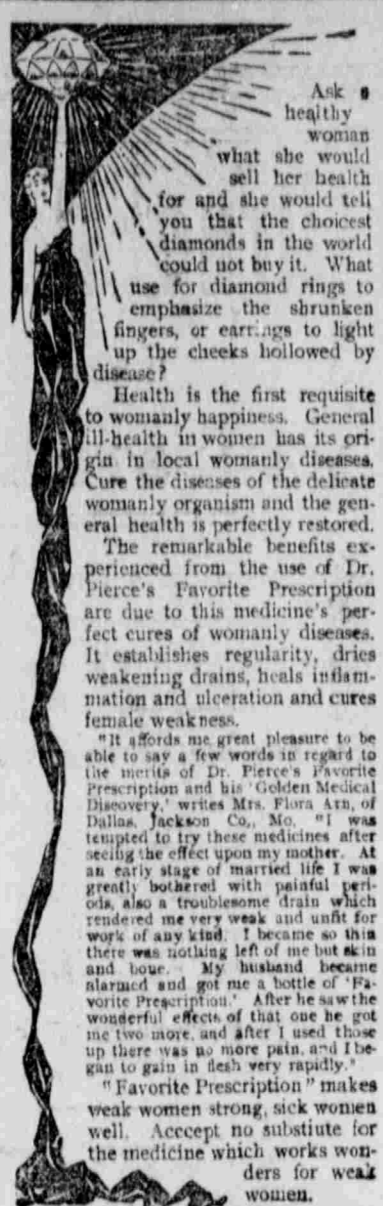 Ask a
healthy
woman
what she would
sell her health
for and she would tell
you that the choicest
diamonds in the world
could not buy it. What
use for diamond rings to
emphasize the shrunken
fingers, or earrings to light
up the cheeks hollowed by
disease?
Health is the first requisite
to womanly happiness. General
ill-health in women has its ori-
gin in local womanly diseases.
Cure the diseases of the delicate
womanly organism and the gen-
eral health is perfectly restored.
The remarkable benefits ex-
perienced from the use of Dr.
Pierce's Favorite Prescription
are due to this medicine's per-
fect cures of womanly diseases.
It establishes regularity, dries
weakening drains, heals inflam-
mation and ulceration and cures
female weakness.
"It affords me great pleasure to be
able to say a few words in regard to
the merits of Dr. Pierce's Favorite
Prescription and his 'Golden Medical
Discovery,' writes Mrs. Flora Arn, of
Dallas, Jackson Co., Mo. "I was
tempted to try these medicines after
seeing the effect upon my mother. At
an early stage of married life I was
greatly bothered with painful peri-
ods, also a troublesome drain which
rendered me very weak and unfit for
work of any kind. I became so thin
there was nothing left of me but skin
and bone. My husband became
alarmed and got me a bottle of 'Fa-
vorite Prescription.' After he saw the
wonderful effects of that one he got
me two more, and after I used those
up there was no more pain, and I be-
gan to gain in flesh very rapidly."
"Favorite Prescription" makes
weak women strong, sick women
well. Acccept no substiute for
the medicine which works won-
ders for weak
women.